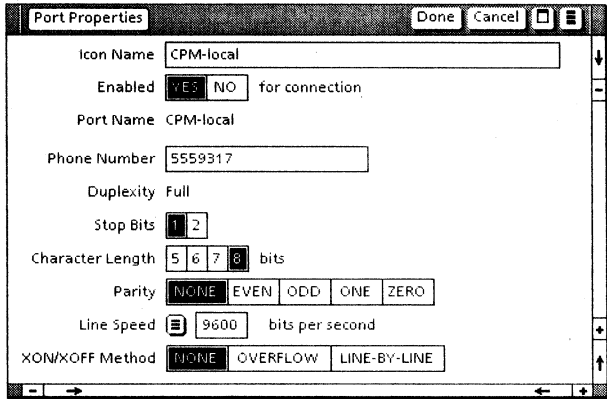 Port Properties Done Cancel
Icon Name CPM-local
Enabled YES NO for connection
Port Name CPM-local
Phone Number 5559317
Duplexity Full
Stop Bits 1 2
Character Length 5 6 7 8 bits
Parity NONE EVEN ODD ONE ZERO
Line Speed 9600 bits per second
XON/XOFF Method NONE OVERFLOW LINE-BY-LINE